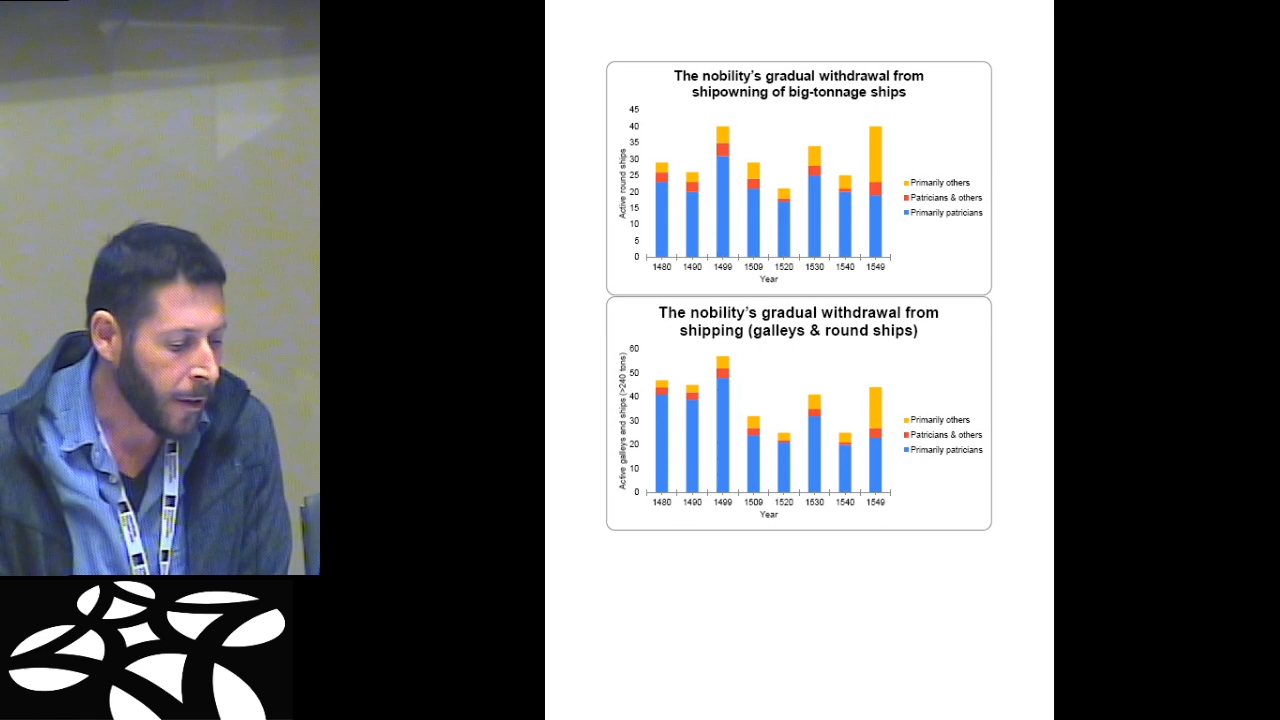 The nobility's gradual withdrawal from
shipowning of big-tonnage ships
45
40
35
30
25
20
15
10
5
0
Active round ships
1480 1490 1499 1509 1520 1530 1540 1549
Year
Primarily others
Patricians & others
Primarily patricians
The nobility's gradual withdrawal from
shipping (galleys & round ships)
60
50
40
30
20
10
0
Active galleys and ships (>240 tons)
1480 1490 1499 1509 1520 1530 1540 1549
Year
Primarily others
Patricians & others
Primarily patricians